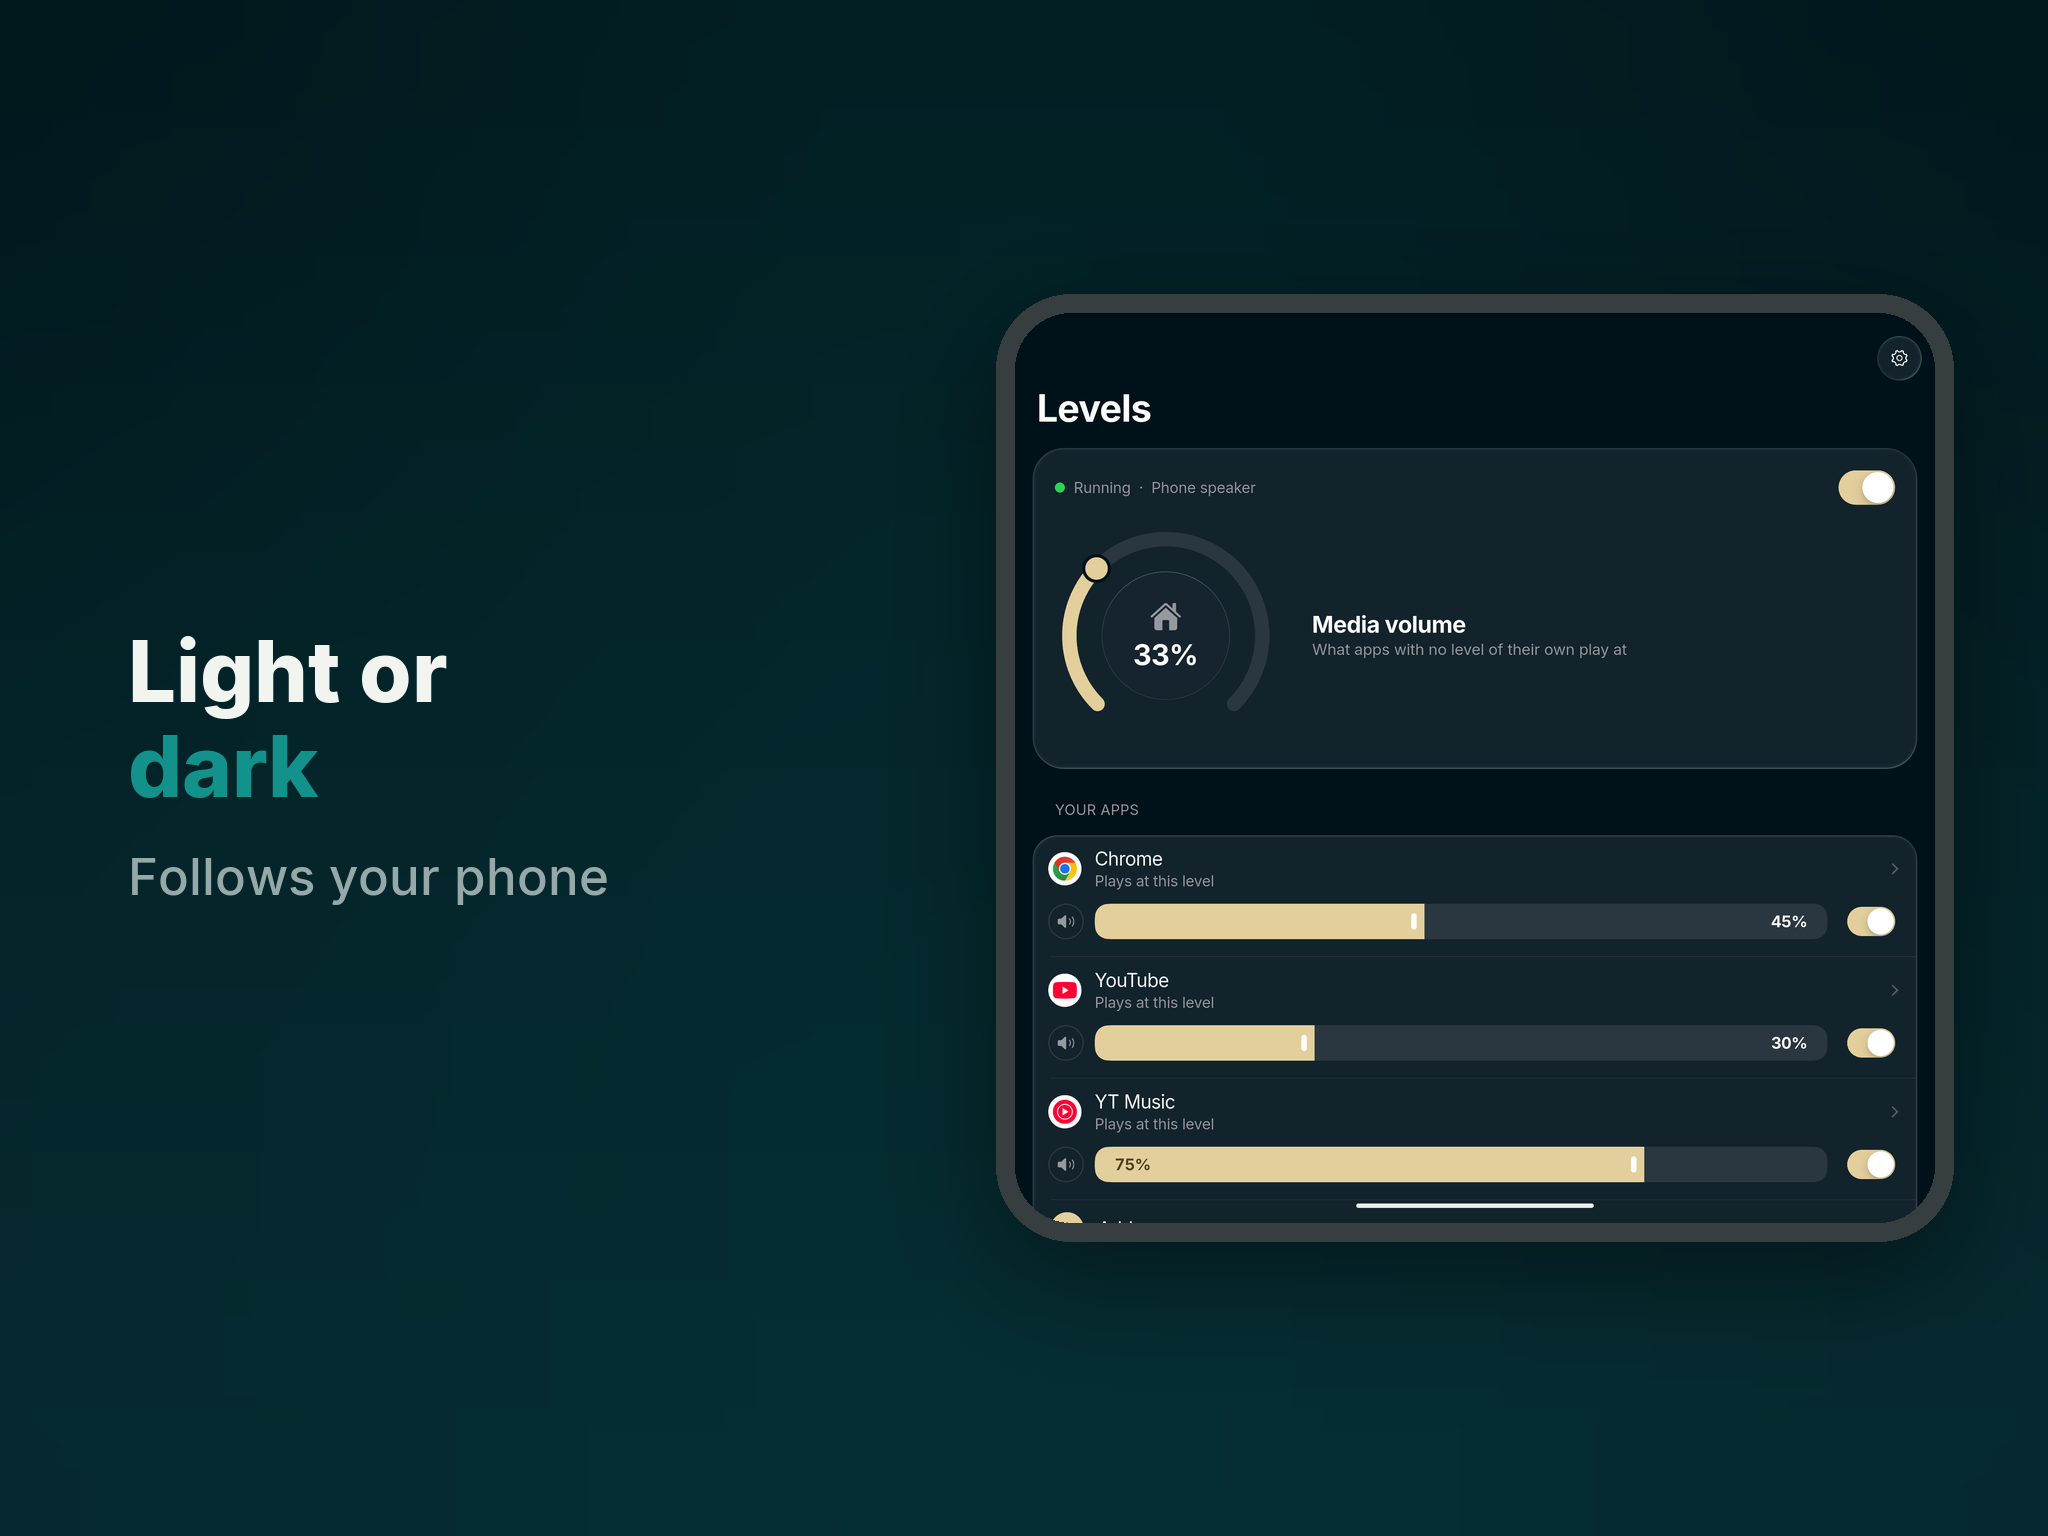 Light or
dark
Follows your phone
Levels
Running · Phone speaker
33%
Media volume
What apps with no level of their own play at
YOUR APPS
Chrome
Plays at this level
45%
YouTube
Plays at this level
30%
YT Music
Plays at this level
75%